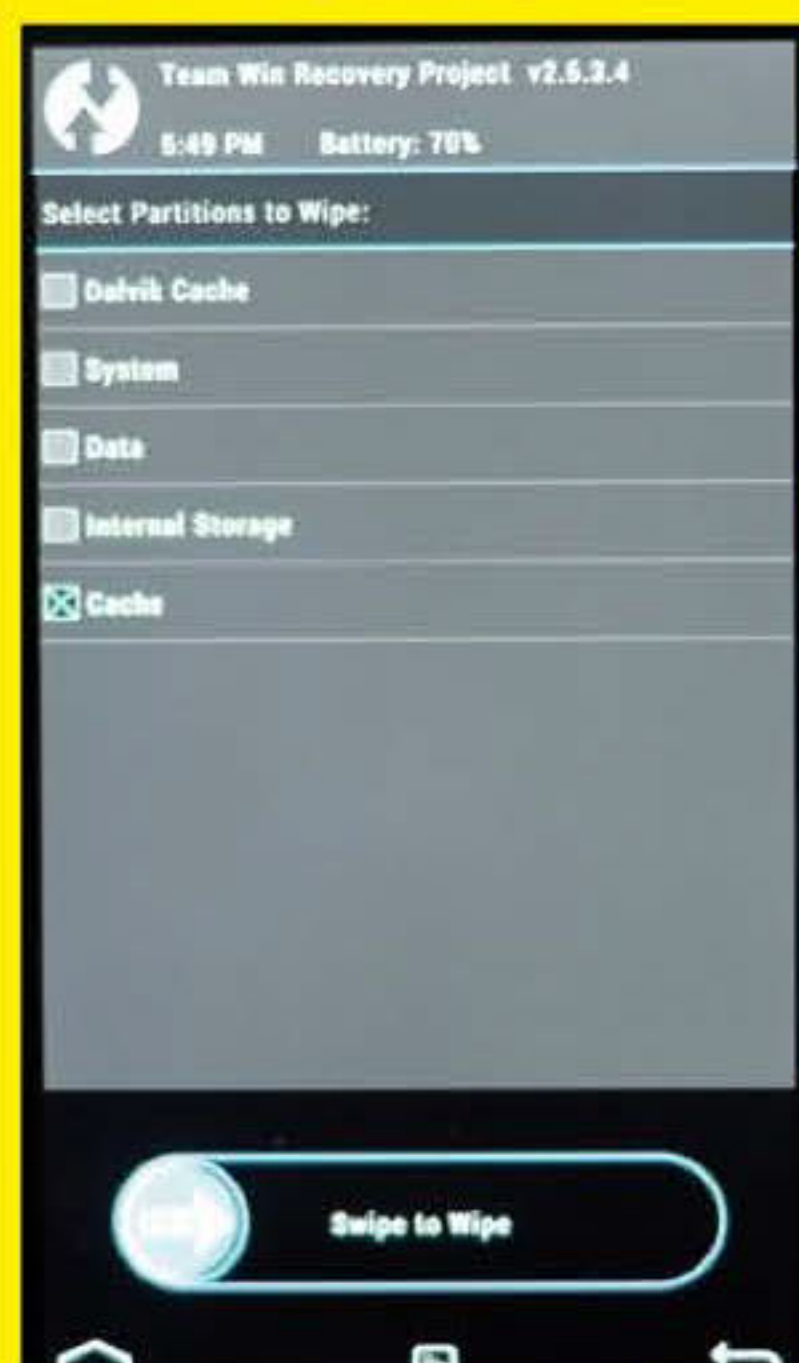 Team Win Recovery Project v2.6.3.4
5:49 PM Battery: 70%
Select Partitions to Wipe:
Dalvik Cache
System
Data
Internal Storage
Cache
Swipe to Wipe